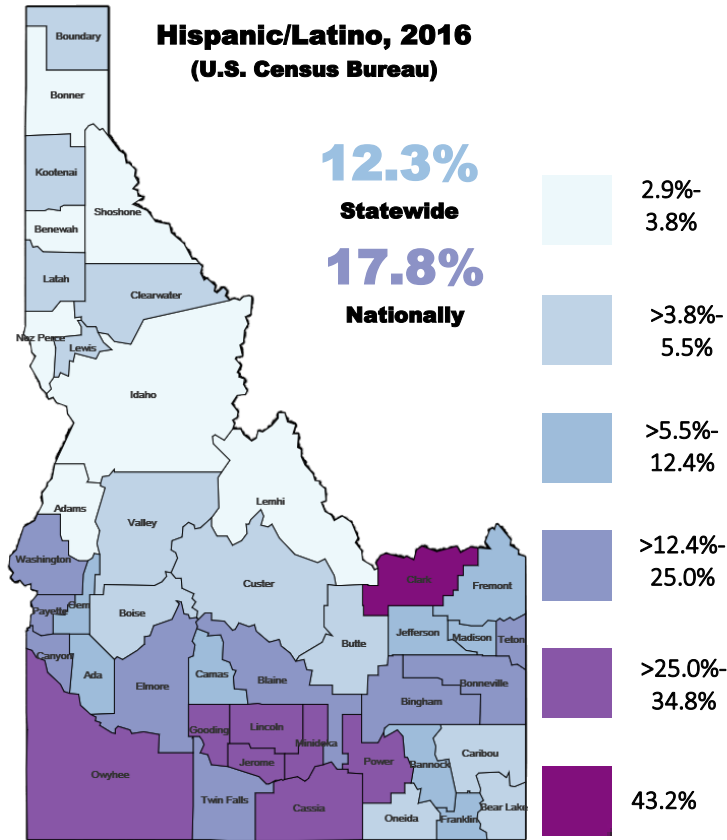 Hispanic/Latino, 2016
(U.S. Census Bureau)
12.3%
Statewide
17.8%
Nationally
2.9%-
3.8%
>3.8%-
5.5%
>5.5%-
12.4%
>12.4%-
25.0%
>25.0%-
34.8%
43.2%
Boundary
Bonner
Kootenai
Shoshone
Benewah
Latah
Clearwater
Nez Perce
Lewis
Idaho
Lemhi
Adams
Valley
Washington
Custer
Clark
Fremont
Payette
Gem
Boise
Butte
Jefferson
Madison
Teton
Canyon
Ada
Elmore
Camas
Blaine
Bonneville
Bingham
Gooding
Lincoln
Minidoka
Jerome
Power
Bannock
Caribou
Owyhee
Twin Falls
Cassia
Oneida
Franklin
Bear Lake